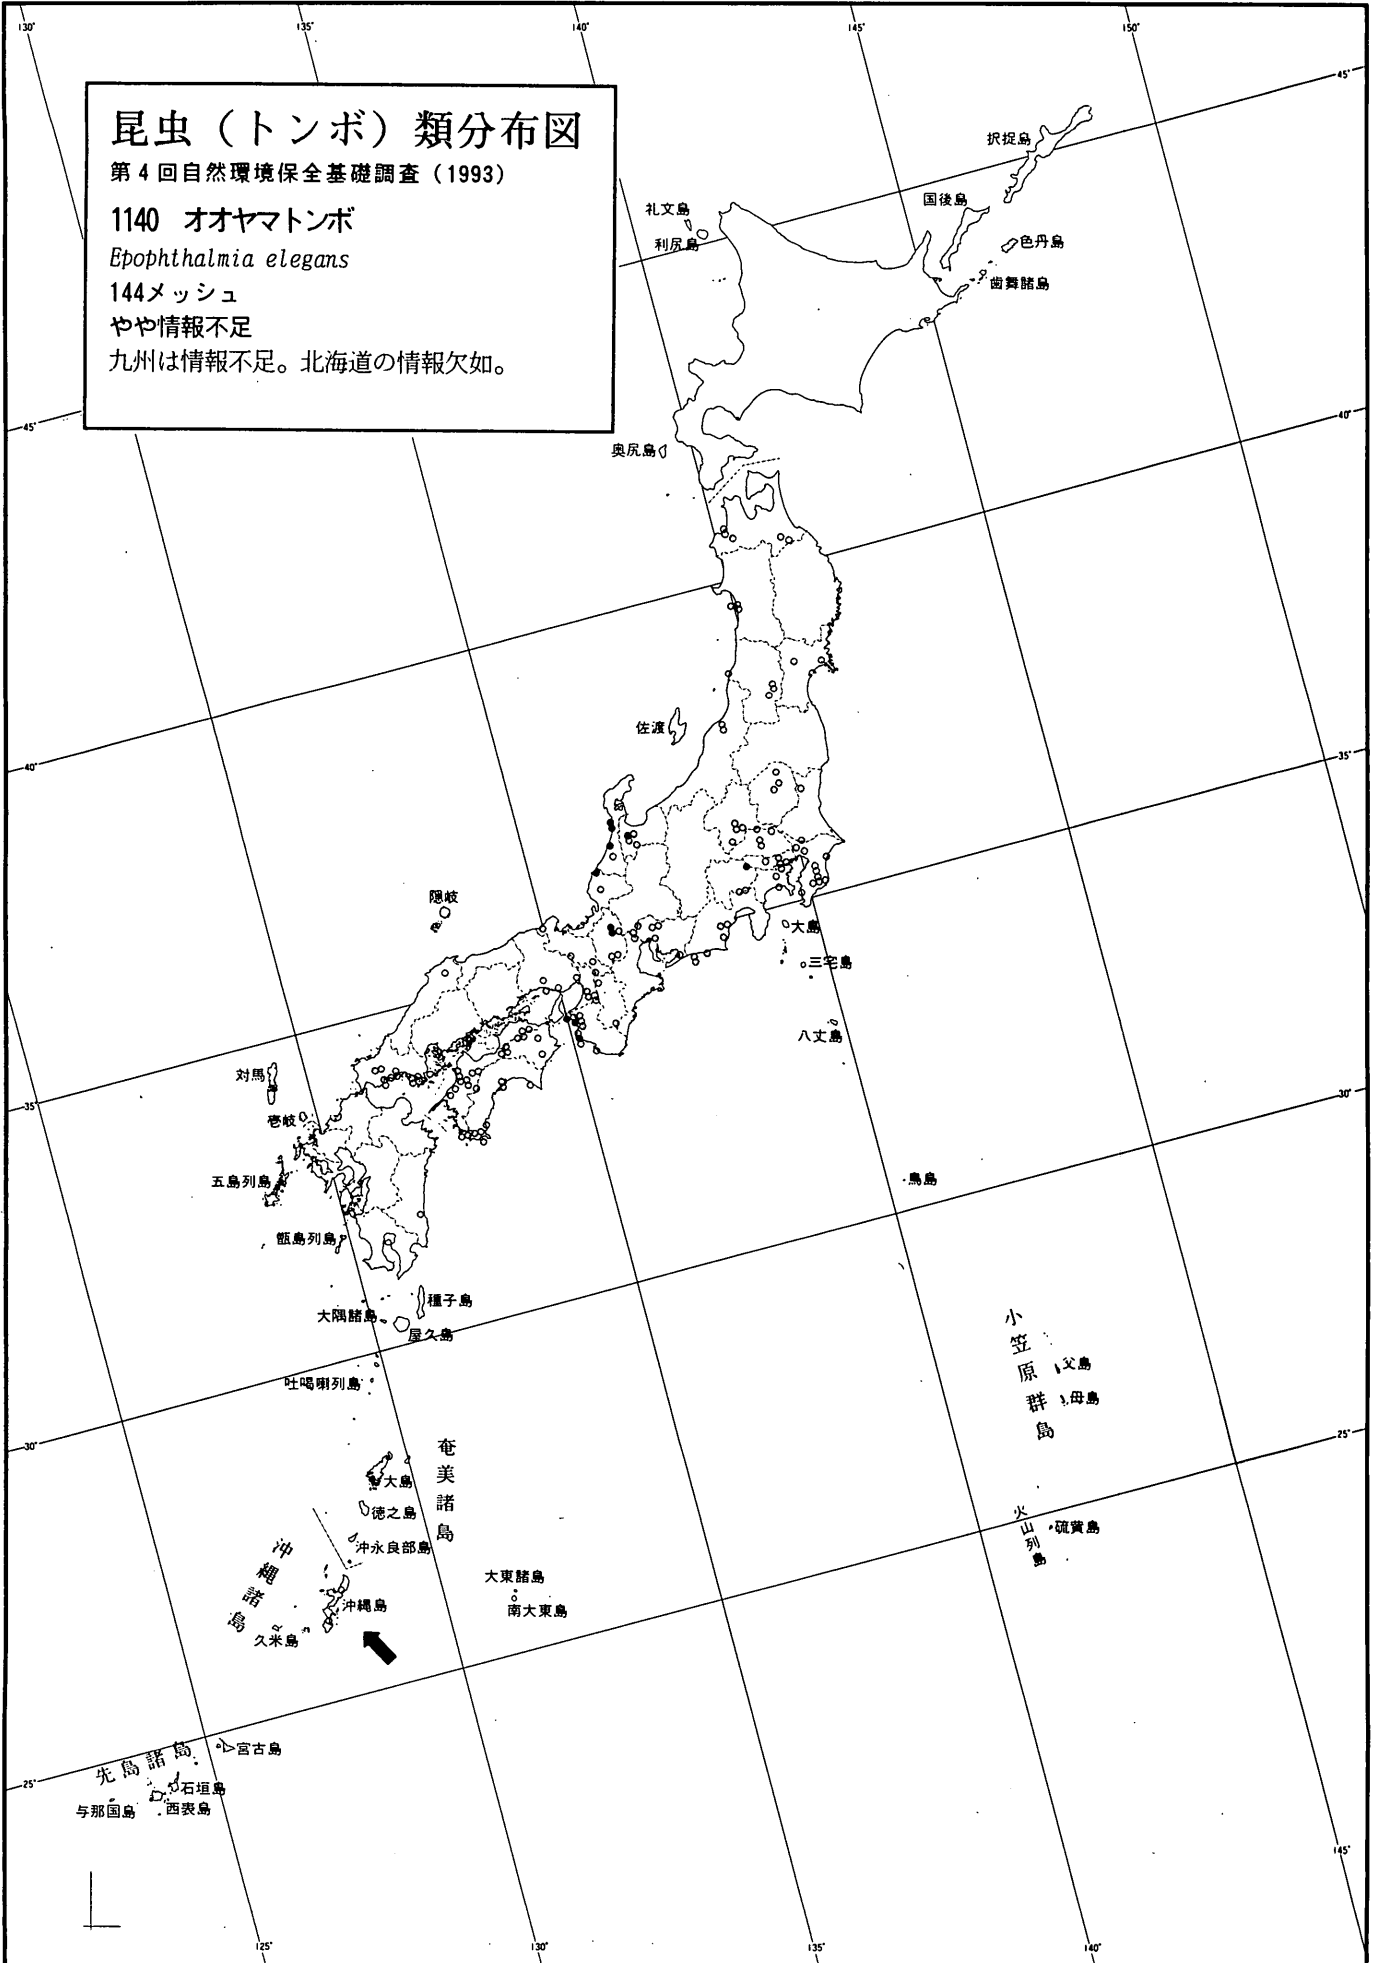 130°
135°
140°
145°
150°
昆虫（トンボ）類分布図
第4回自然環境保全基礎調査（1993）
1140 オオヤマトンボ
Epophthalmia elegans
144メッシュ
やや情報不足
九州は情報不足。北海道の情報欠如。
45°
択捉島
国後島
色丹島
歯舞諸島
礼文島
利尻島
45°
40°
奥尻島
佐渡
40°
35°
隠岐
大島
三宅島
八丈島
対馬
壱岐
35°
30°
五島列島
鳥島
甑島列島
種子島
大隅諸島
屋久島
吐噶喇列島
小笠原群島
父島
母島
30°
25°
奄美諸島
大島
徳之島
沖永良部島
火山列島
硫黄島
沖縄諸島
沖縄島
久米島
大東諸島
南大東島
先島諸島
宮古島
石垣島
西表島
与那国島
25°
145°
125°
130°
135°
140°